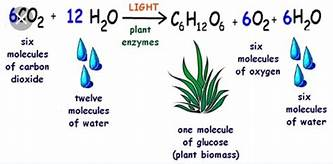 6CO₂ + 12 H₂O LIGHT plant enzymes → C₆H₁₂O₆ + 6O₂ + 6H₂O
six molecules of carbon dioxide
twelve molecules of water
one molecule of glucose (plant biomass)
six molecules of oxygen
six molecules of water